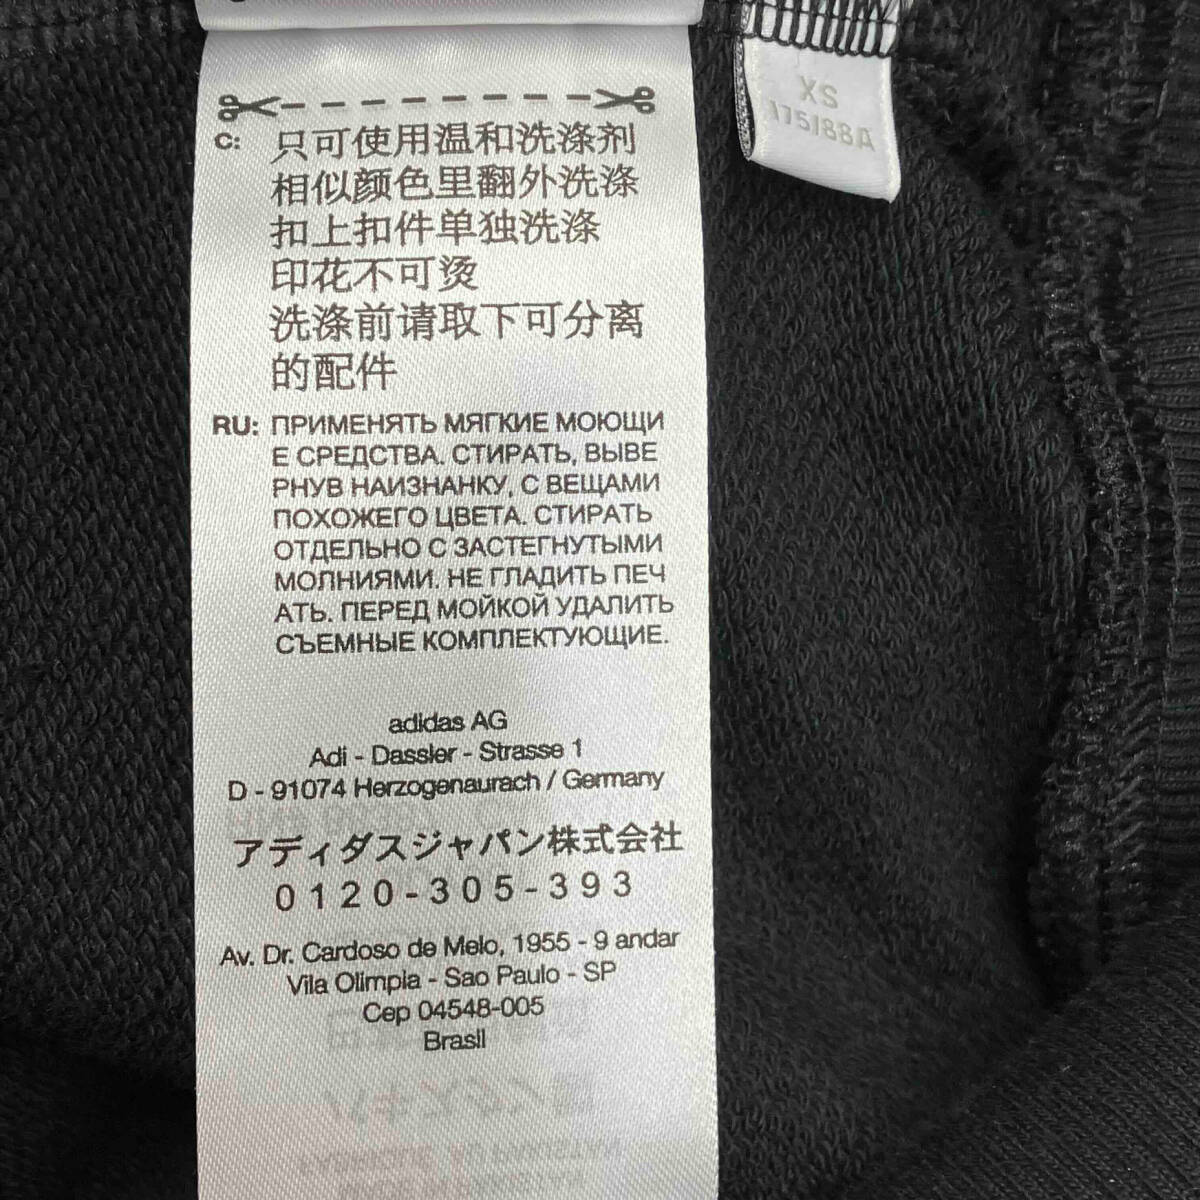 XS
175/88A
C: 只可使用温和洗涤剂
相似颜色里翻外洗涤
扣上扣件单独洗涤
印花不可烫
洗涤前请取下可分离
的配件
RU: ПРИМЕНЯТЬ МЯГКИЕ МОЮЩИ
Е СРЕДСТВА. СТИРАТЬ, ВЫВЕ
РНУВ НАИЗНАНКУ, С ВЕЩАМИ
ПОХОЖЕГО ЦВЕТА. СТИРАТЬ
ОТДЕЛЬНО С ЗАСТЕГНУТЫМИ
МОЛНИЯМИ. НЕ ГЛАДИТЬ ПЕЧ
АТЬ. ПЕРЕД МОЙКОЙ УДАЛИТЬ
СЪЕМНЫЕ КОМПЛЕКТУЮЩИЕ.
adidas AG
Adi - Dassler - Strasse 1
D - 91074 Herzogenaurach / Germany
アディダスジャパン株式会社
0120-305-393
Av. Dr. Cardoso de Melo, 1955 - 9 andar
Vila Olimpia - Sao Paulo - SP
Cep 04548-005
Brasil